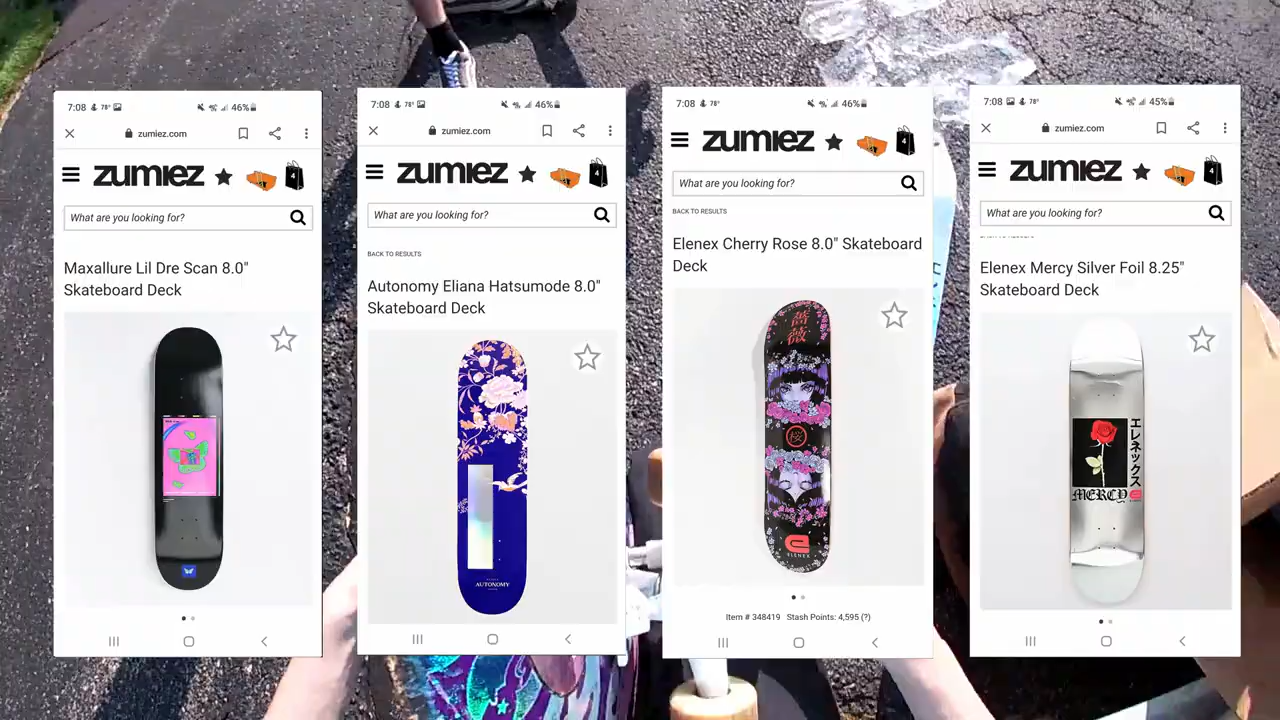 7:08 78° 46%
zumiez.com
zumiez
4
What are you looking for?
Maxallure Lil Dre Scan 8.0"
Skateboard Deck
7:08 78° 46%
zumiez.com
zumiez
4
What are you looking for?
BACK TO RESULTS
Autonomy Eliana Hatsumode 8.0"
Skateboard Deck
AUTONOMY
7:08 78° 46%
zumiez
4
What are you looking for?
BACK TO RESULTS
Elenex Cherry Rose 8.0" Skateboard
Deck
薔
薇
桜
ELENEX
Item # 348419 Stash Points: 4,595 (?)
7:08 78° 45%
zumiez.com
zumiez
4
What are you looking for?
Elenex Mercy Silver Foil 8.25"
Skateboard Deck
エレネックス
MERCY